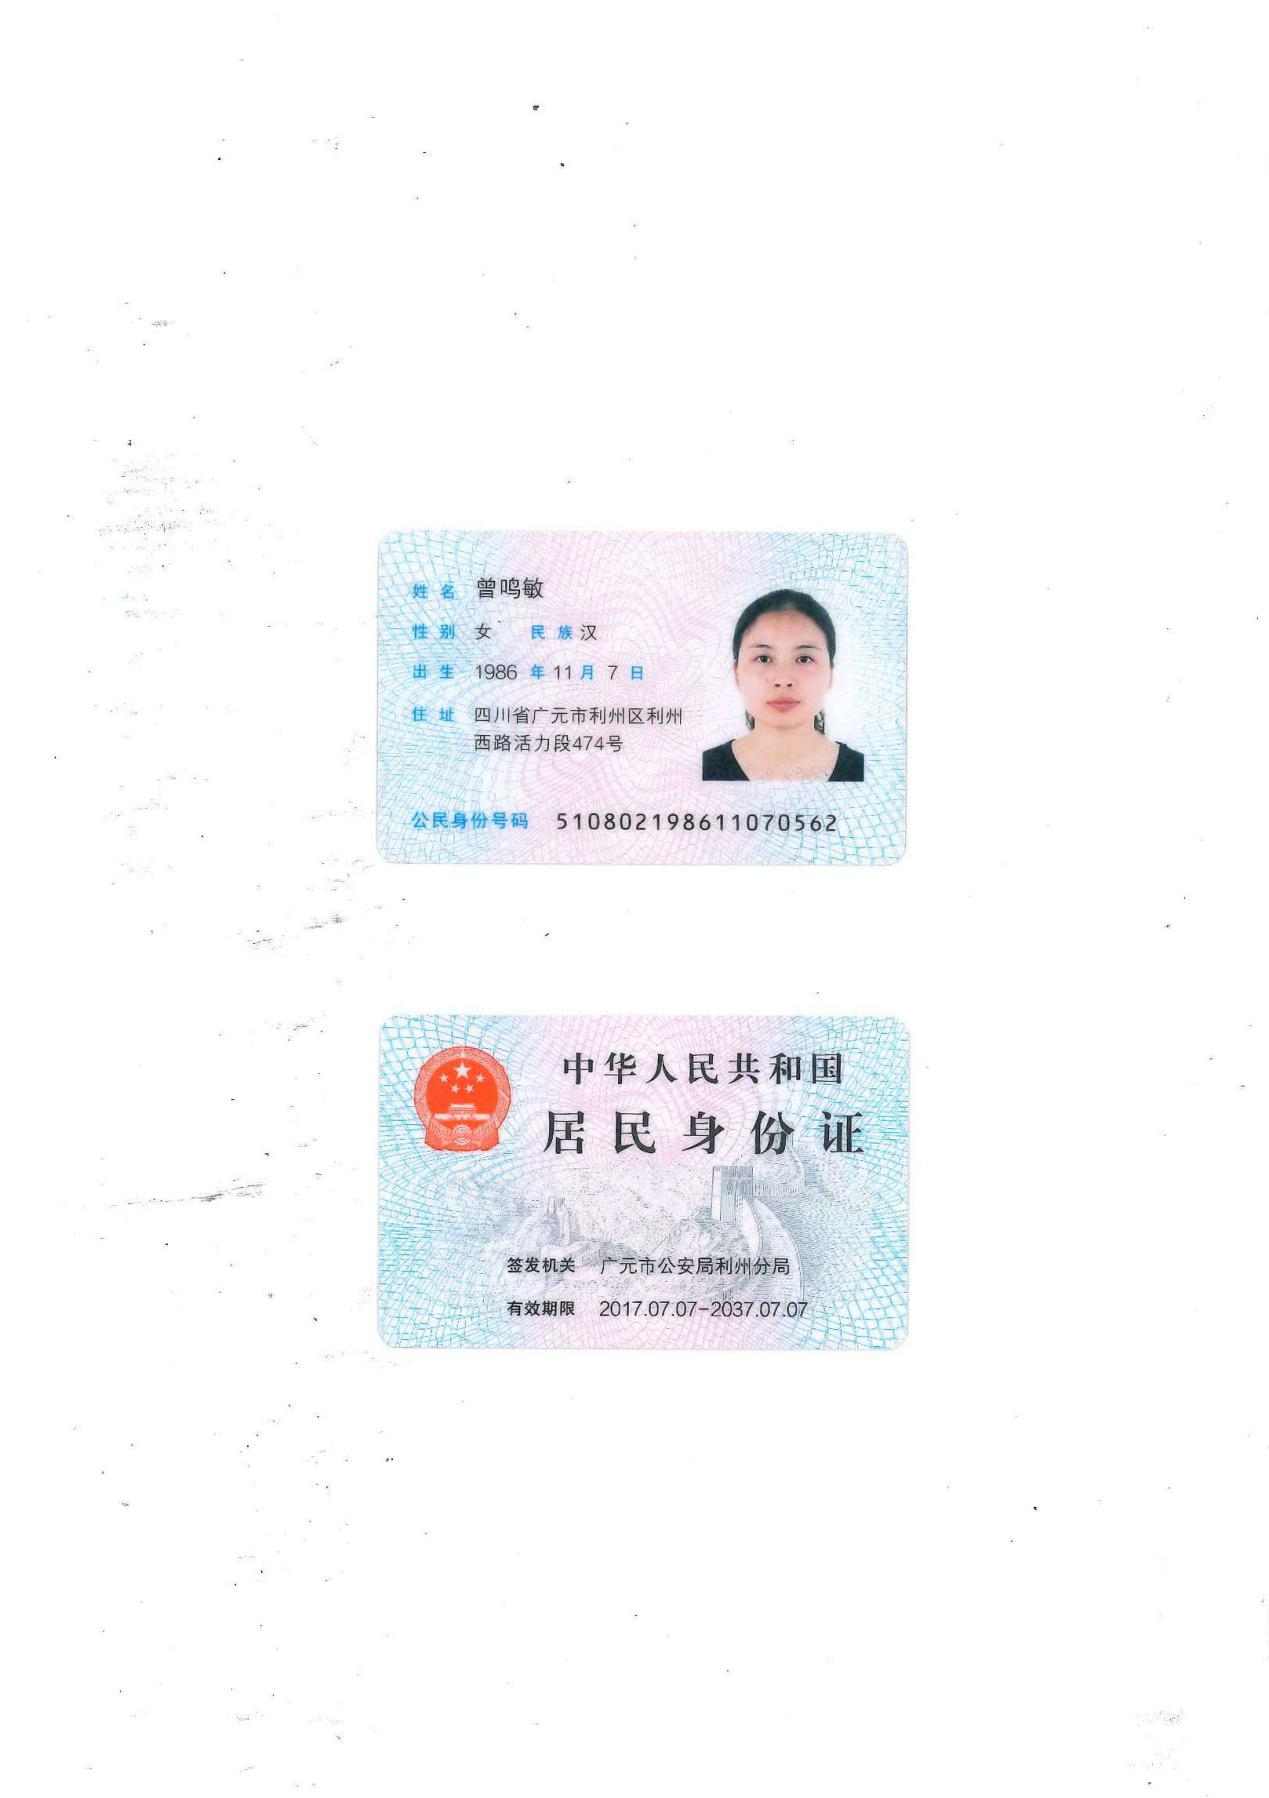 姓名 曾鸣敏
性别 女 民族 汉
出生 1986 年 11 月 7 日
住址 四川省广元市利州区利州
西路活力段474号
公民身份号码 510802198611070562
中华人民共和国
居民身份证
签发机关 广元市公安局利州分局
有效期限 2017.07.07-2037.07.07